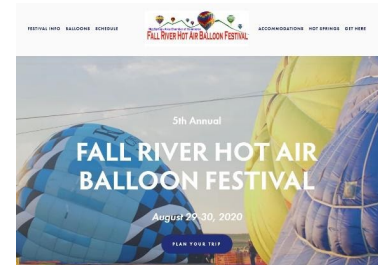 FESTIVAL INFO BALLOONS SCHEDULE
FALL RIVER HOT AIR BALLOON FESTIVAL
ACCOMMODATIONS HOT SPRINGS GET HERE
5th Annual
FALL RIVER HOT AIR
BALLOON FESTIVAL
August 29-30, 2020
PLAN YOUR TRIP